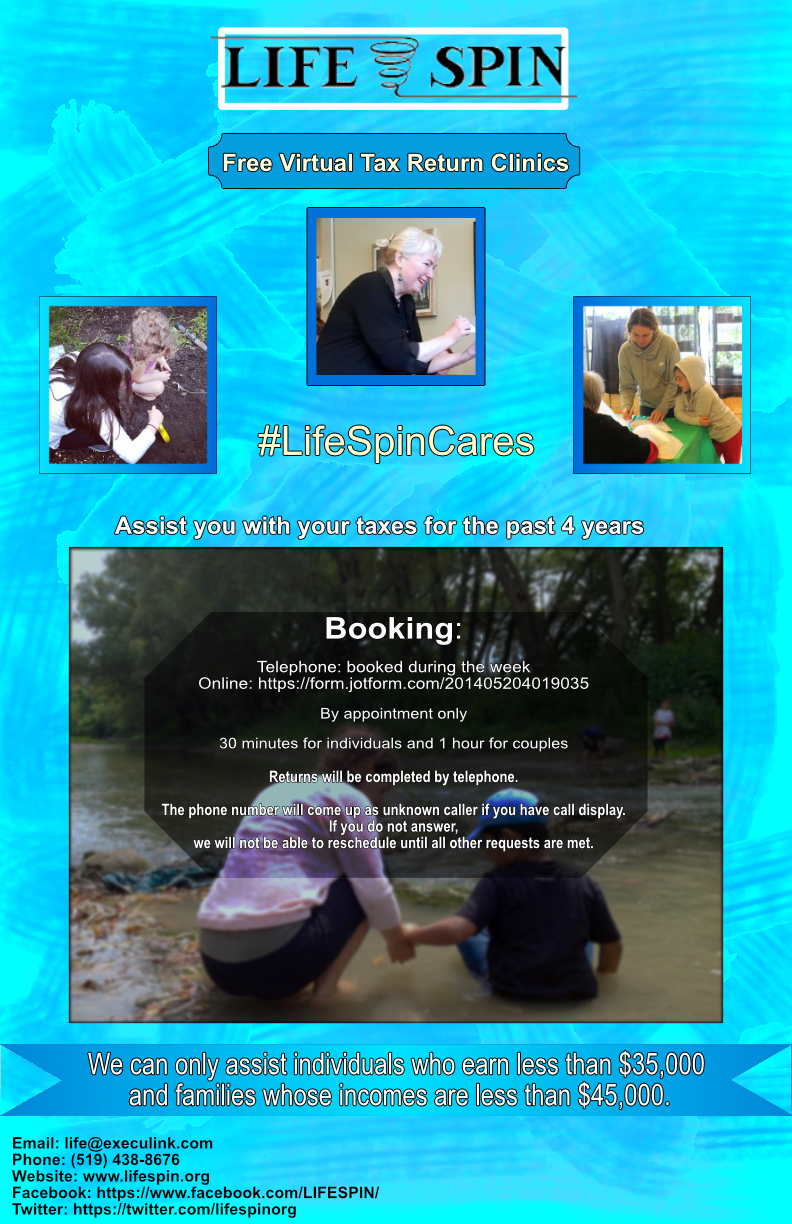 LIFE SPIN
Free Virtual Tax Return Clinics
#LifeSpinCares
Assist you with your taxes for the past 4 years
Booking:
Telephone: booked during the week
Online: https://form.jotform.com/201405204019035
By appointment only
30 minutes for individuals and 1 hour for couples
Returns will be completed by telephone.
The phone number will come up as unknown caller if you have call display.
If you do not answer,
we will not be able to reschedule until all other requests are met.
We can only assist individuals who earn less than $35,000
and families whose incomes are less than $45,000.
Email: life@execulink.com
Phone: (519) 438-8676
Website: www.lifespin.org
Facebook: https://www.facebook.com/LIFESPIN/
Twitter: https://twitter.com/lifespinorg